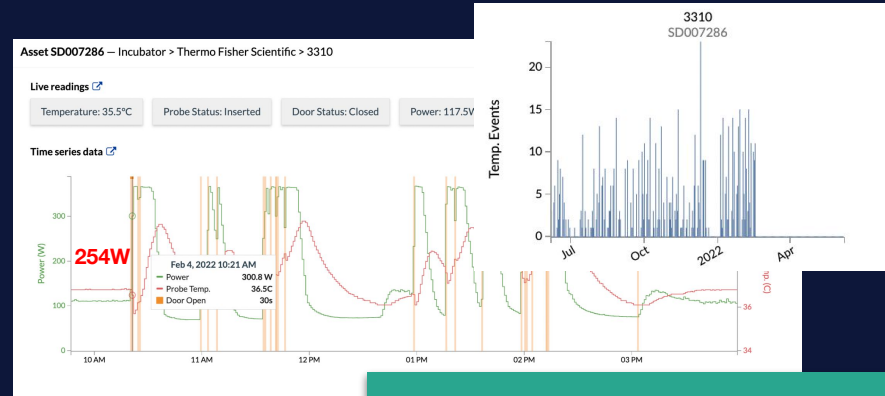 Asset SD007286 — Incubator > Thermo Fisher Scientific > 3310
Live readings
Temperature: 35.5°C
Probe Status: Inserted
Door Status: Closed
Power: 117.5W
Time series data
Power (W)
300
200
100
0
254W
Feb 4, 2022 10:21 AM
Power 300.8 W
Probe Temp. 36.5C
Door Open 30s
10 AM
11 AM
12 PM
01 PM
02 PM
03 PM
36
34
(C)
3310
SD007286
Temp. Events
20
15
10
5
0
Jul
Oct
2022
Apr